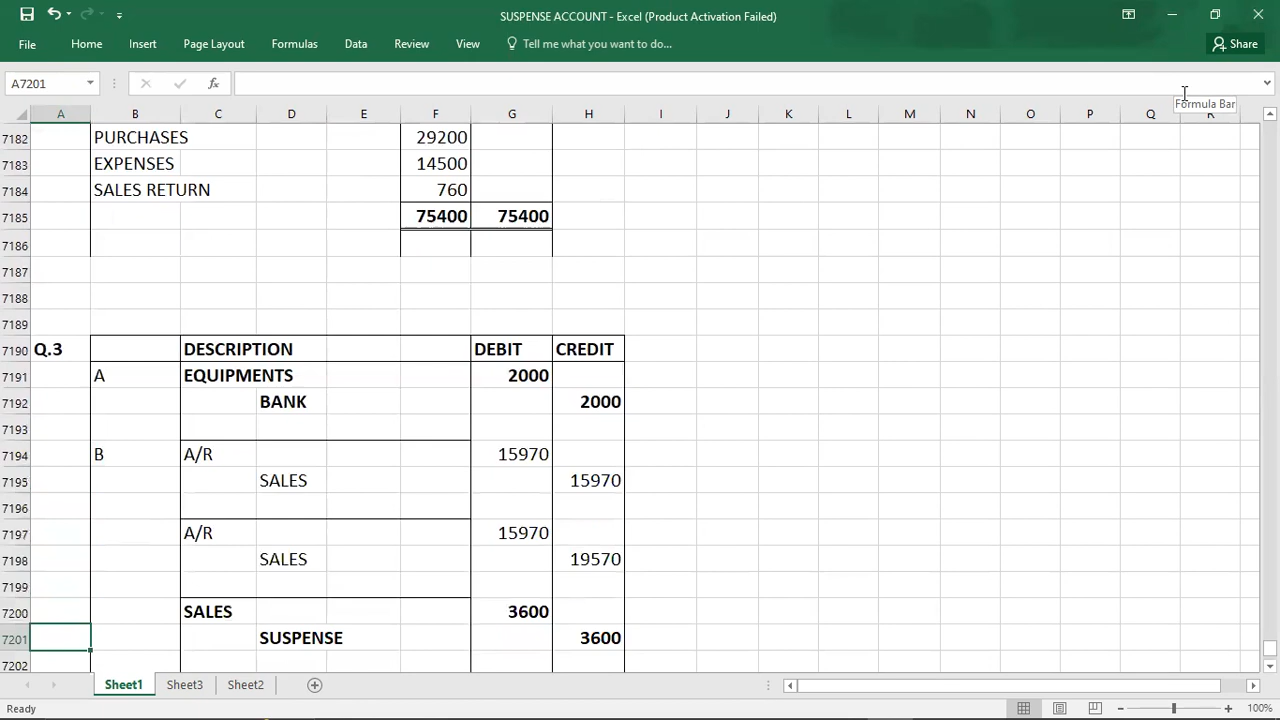 SUSPENSE ACCOUNT - Excel (Product Activation Failed)
File Home Insert Page Layout Formulas Data Review View Tell me what you want to do... Share
A7201 fx
Formula Bar
A B C D E F G H I J K L M N O P Q R
7182 PURCHASES 29200
7183 EXPENSES 14500
7184 SALES RETURN 760
7185 75400 75400
7186
7187
7188
7189
7190 Q.3 DESCRIPTION DEBIT CREDIT
7191 A EQUIPMENTS 2000
7192 BANK 2000
7193
7194 B A/R 15970
7195 SALES 15970
7196
7197 A/R 15970
7198 SALES 19570
7199
7200 SALES 3600
7201 SUSPENSE 3600
7202
Sheet1 Sheet3 Sheet2
Ready 100%